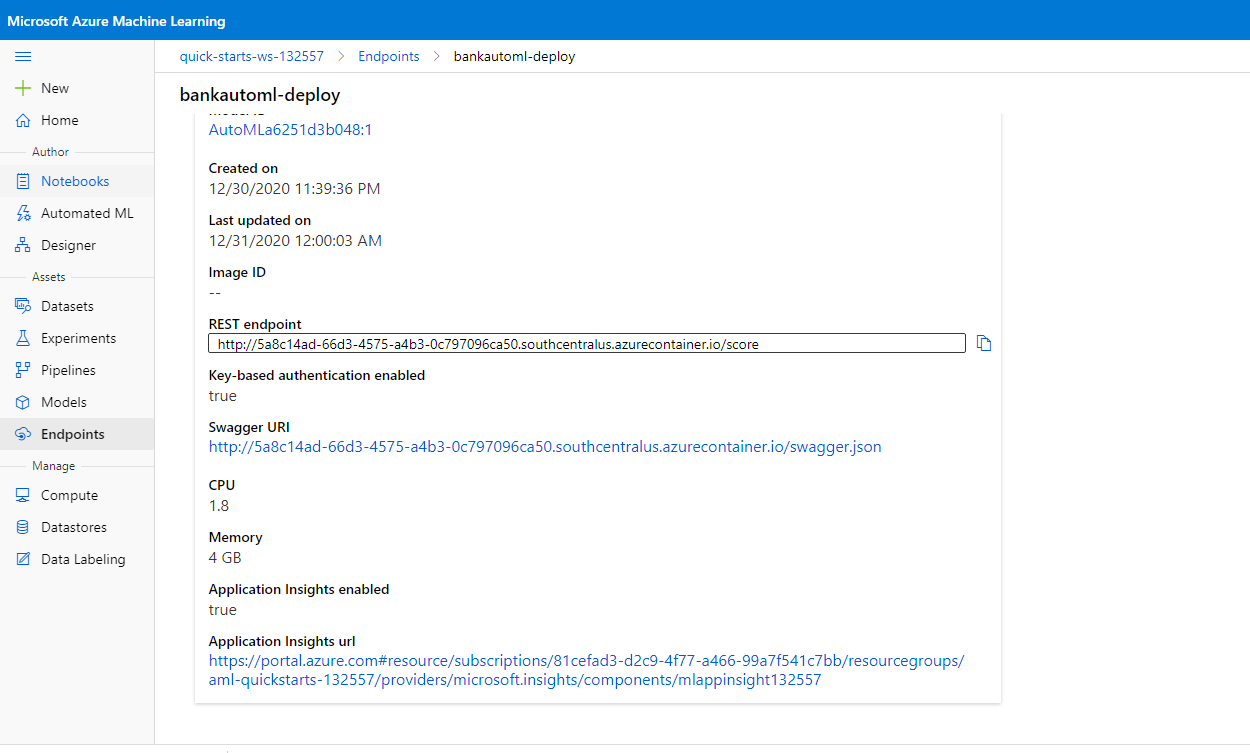 Microsoft Azure Machine Learning
quick-starts-ws-132557 > Endpoints > bankautoml-deploy
New
Home
Author
Notebooks
Automated ML
Designer
Assets
Datasets
Experiments
Pipelines
Models
Endpoints
Manage
Compute
Datastores
Data Labeling
bankautoml-deploy
AutoMLa6251d3b048:1
Created on
12/30/2020 11:39:36 PM
Last updated on
12/31/2020 12:00:03 AM
Image ID
--
REST endpoint
http://5a8c14ad-66d3-4575-a4b3-0c797096ca50.southcentralus.azurecontainer.io/score
Key-based authentication enabled
true
Swagger URI
http://5a8c14ad-66d3-4575-a4b3-0c797096ca50.southcentralus.azurecontainer.io/swagger.json
CPU
1.8
Memory
4 GB
Application Insights enabled
true
Application Insights url
https://portal.azure.com#resource/subscriptions/81cefad3-d2c9-4f77-a466-99a7f541c7bb/resourcegroups/
aml-quickstarts-132557/providers/microsoft.insights/components/mlappinsight132557